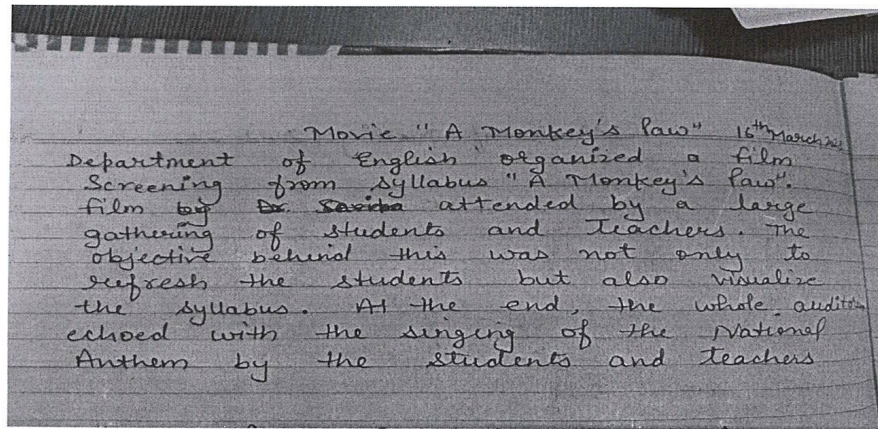 Movie "A Monkey's Paw" 16th March
Department of English organized a film
Screening from syllabus "A Monkey's Paw".
film by Dr. Savita attended by a large
gathering of students and teachers. The
objective behind this was not only to
refresh the students but also visualize
the syllabus. At the end, the whole auditorium
echoed with the singing of the National
Anthem by the students and teachers